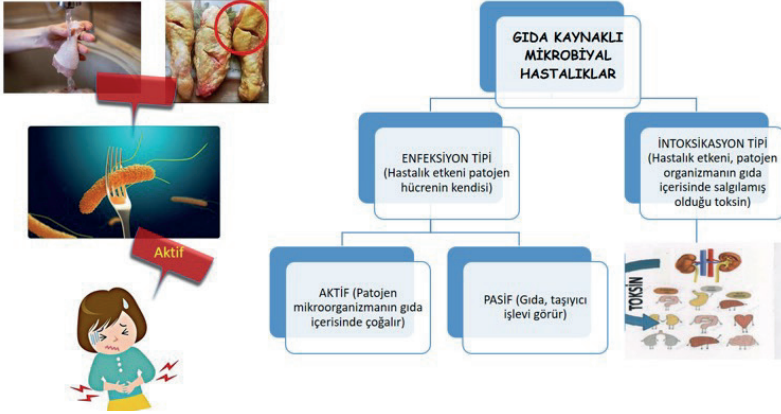 GIDA KAYNAKLI
MİKROBİYAL
HASTALIKLAR
ENFEKSİYON TİPİ
(Hastalık etkeni patojen
hücrenin kendisi)
İNTOKSİKASYON TİPİ
(Hastalık etkeni, patojen
organizmanın gıda
içerisinde salgılamış
olduğu toksin)
Aktif
AKTİF (Patojen
mikroorganizmanın gıda
içerisinde çoğalır)
PASİF (Gıda, taşıyıcı
işlevi görür)
TOKSİN